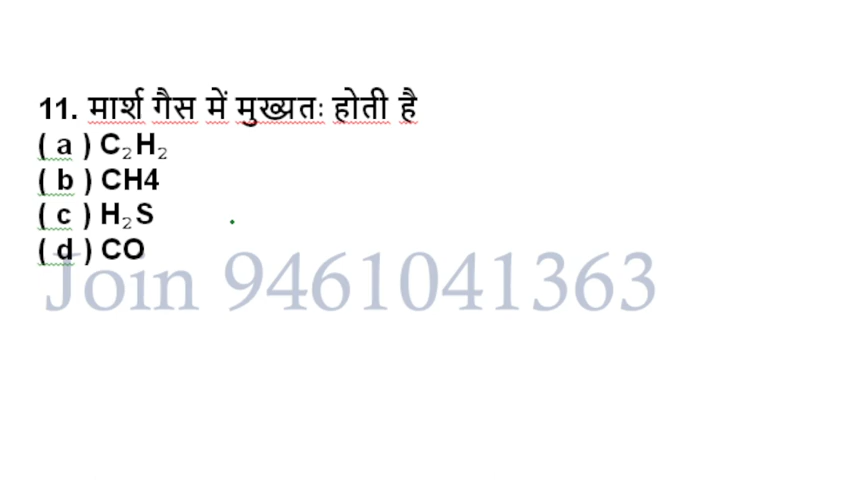 11. मार्श गैस में मुख्यतः होती है
( a ) C₂H₂
( b ) CH4
( c ) H₂S
( d ) CO
Join 9461041363